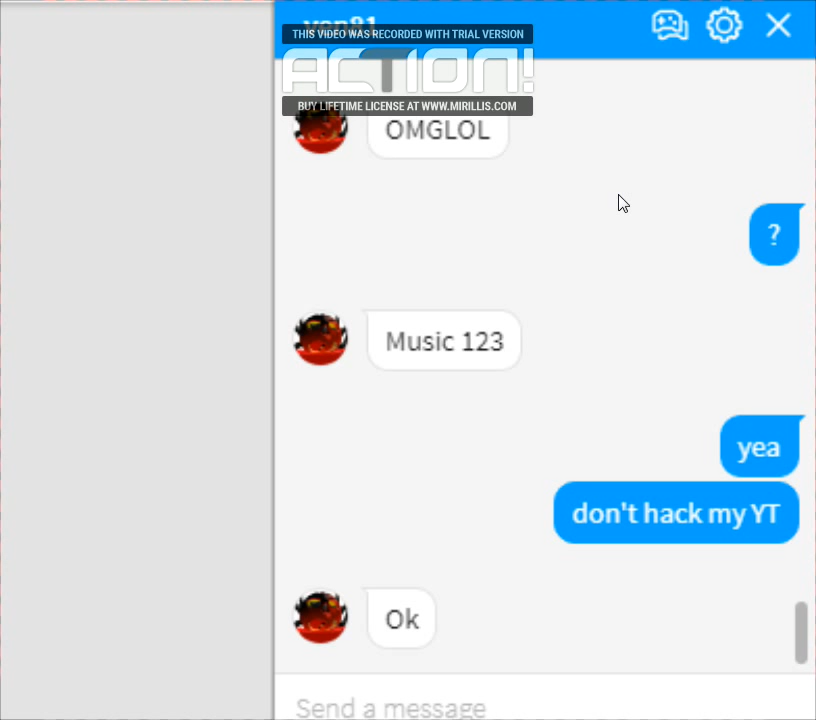 THIS VIDEO WAS RECORDED WITH TRIAL VERSION
ACTION!
BUY LIFETIME LICENSE AT WWW.MIRILLIS.COM
OMGLOL
?
Music 123
yea
don't hack my YT
Ok
Send a message